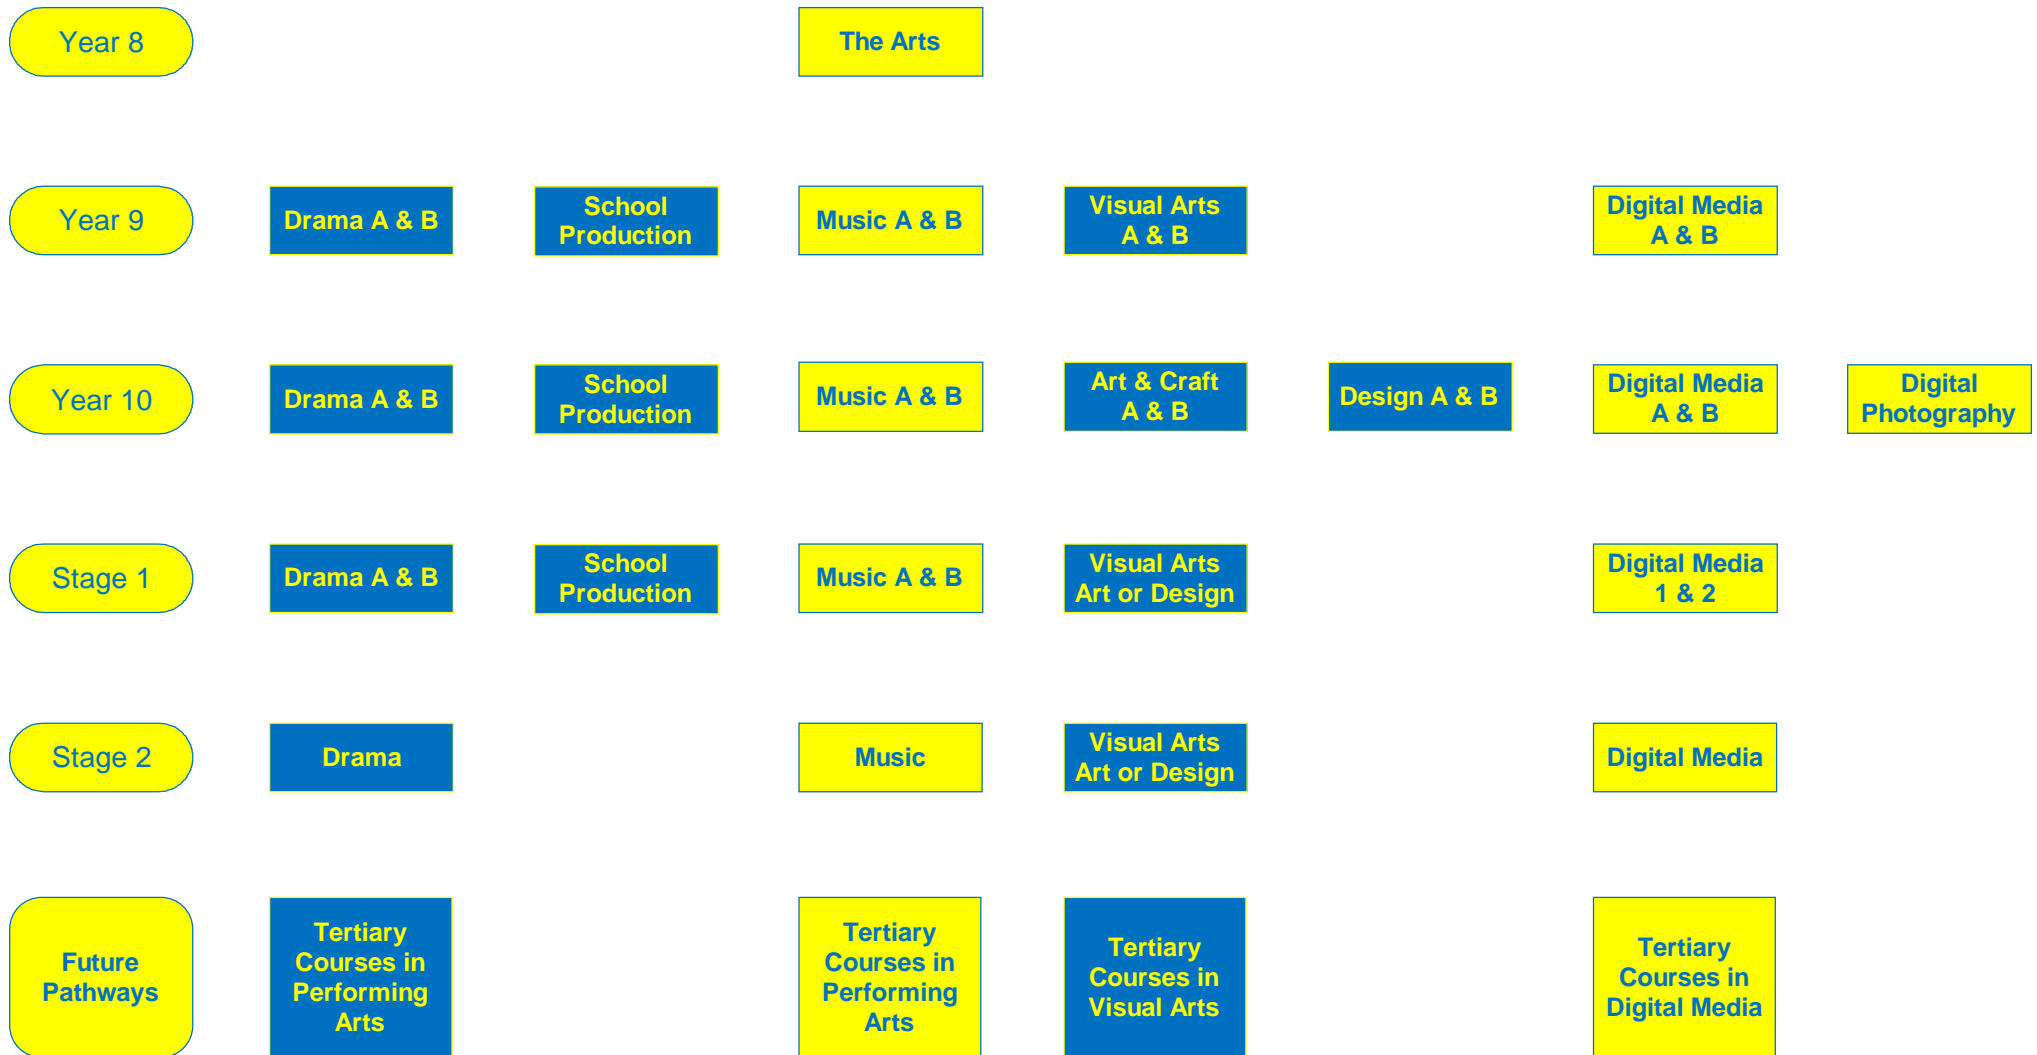 Year 8
The Arts
Year 9
Drama A & B
School
Production
Music A & B
Visual Arts
A & B
Digital Media
A & B
Year 10
Drama A & B
School
Production
Music A & B
Art & Craft
A & B
Design A & B
Digital Media
A & B
Digital
Photography
Stage 1
Drama A & B
School
Production
Music A & B
Visual Arts
Art or Design
Digital Media
1 & 2
Stage 2
Drama
Music
Visual Arts
Art or Design
Digital Media
Future
Pathways
Tertiary
Courses in
Performing
Arts
Tertiary
Courses in
Performing
Arts
Tertiary
Courses in
Visual Arts
Tertiary
Courses in
Digital Media